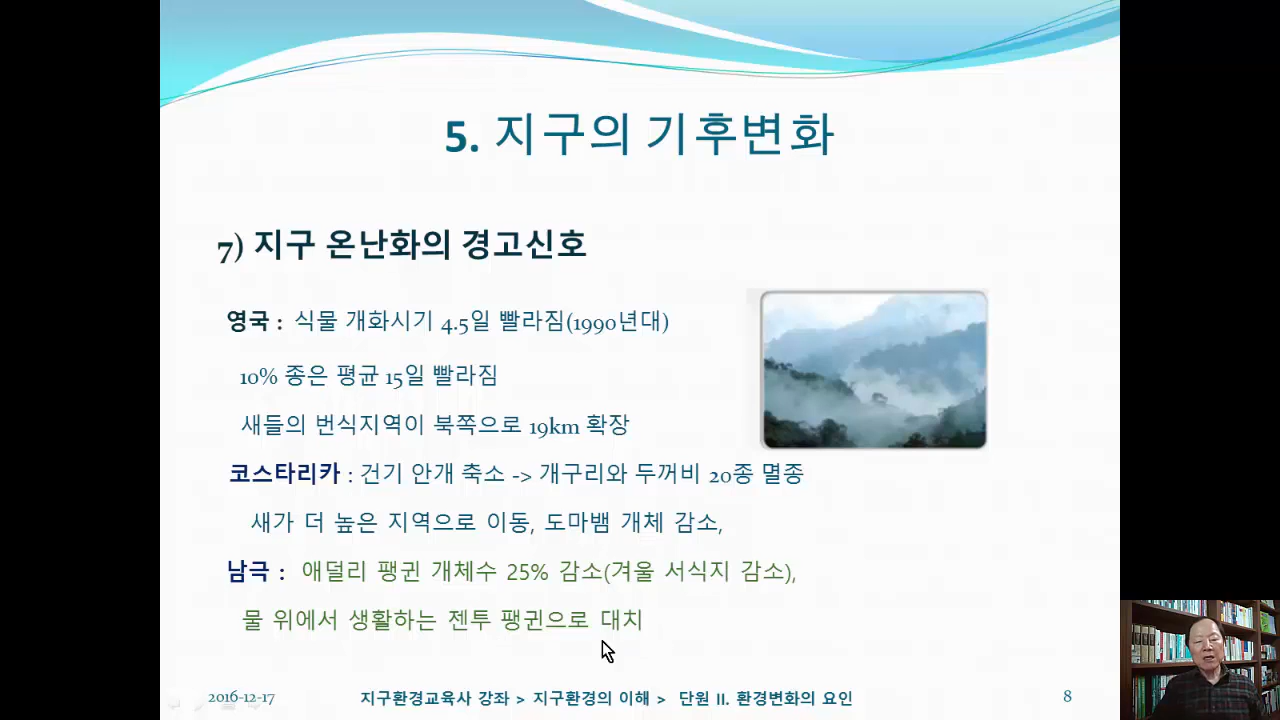 5. 지구의 기후변화
7) 지구 온난화의 경고신호
영국 : 식물 개화시기 4.5일 빨라짐(1990년대)
10% 종은 평균 15일 빨라짐
새들의 번식지역이 북쪽으로 19km 확장
코스타리카 : 건기 안개 축소 -> 개구리와 두꺼비 20종 멸종
새가 더 높은 지역으로 이동, 도마뱀 개체 감소,
남극 : 애덜리 팽귄 개체수 25% 감소(겨울 서식지 감소),
물 위에서 생활하는 젠투 팽귄으로 대치
2016-12-17 지구환경교육사 강좌 > 지구환경의 이해 > 단원 II. 환경변화의 요인 8